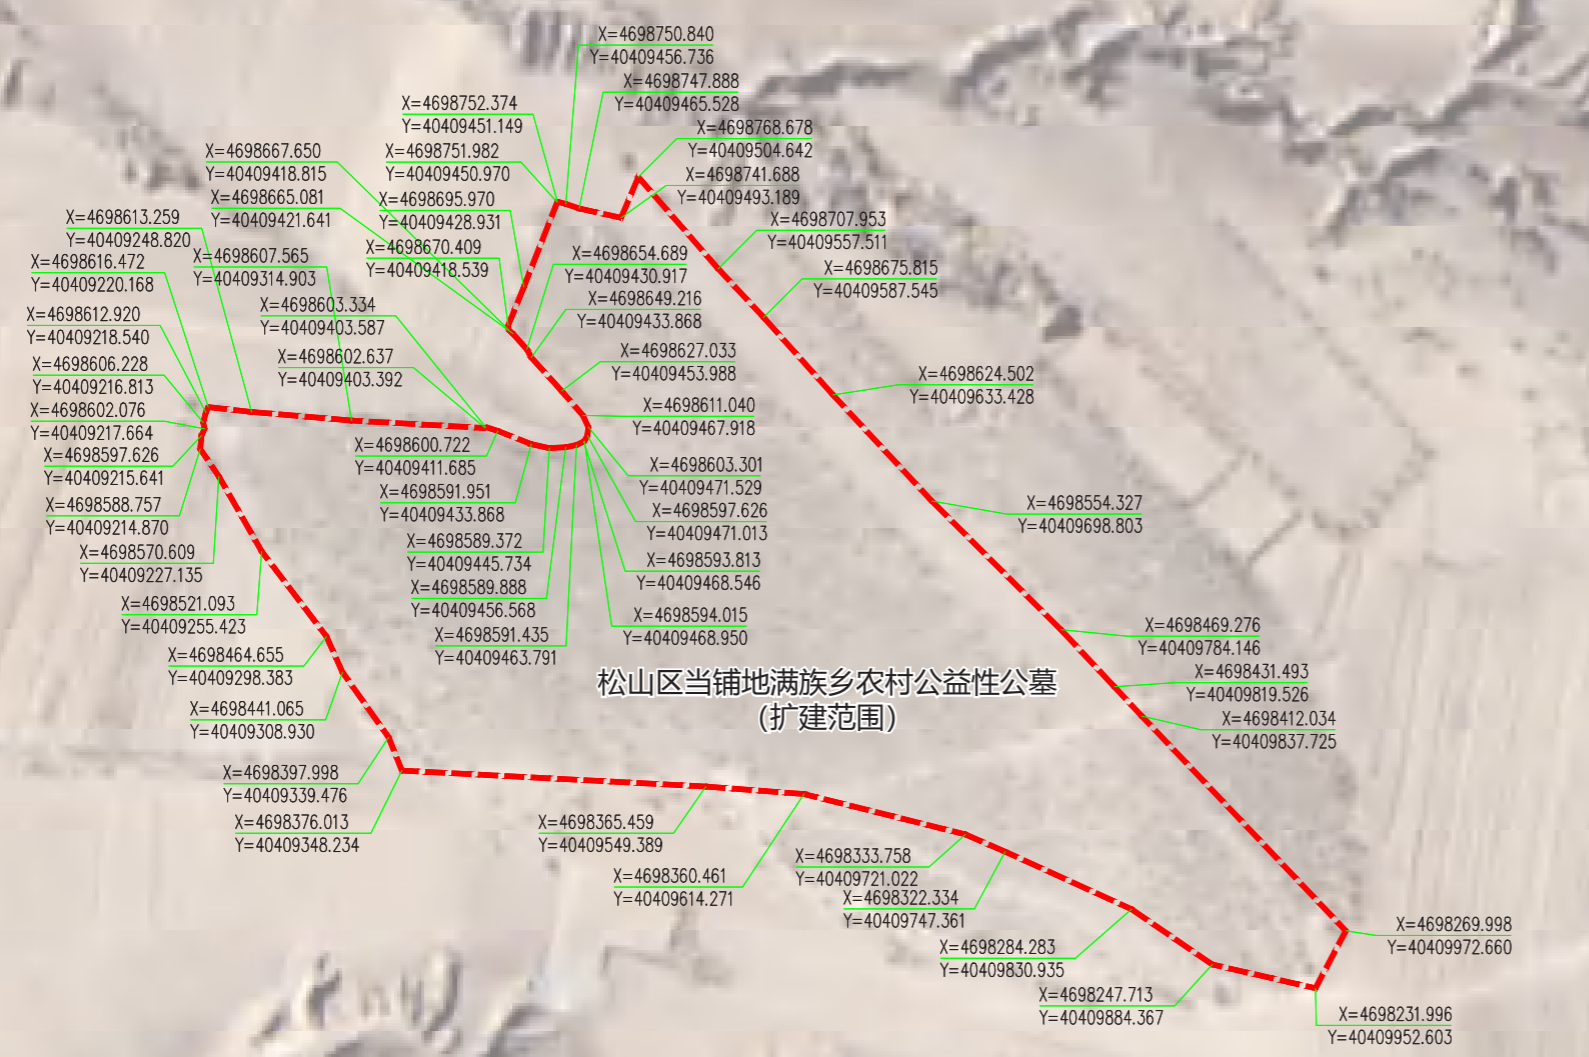 X=4698750.840
Y=40409456.736
X=4698747.888
Y=40409465.528
X=4698752.374
Y=40409451.149
X=4698768.678
Y=40409504.642
X=4698667.650
Y=40409418.815
X=4698751.982
Y=40409450.970
X=4698741.688
Y=40409493.189
X=4698665.081
Y=40409421.641
X=4698695.970
Y=40409428.931
X=4698707.953
Y=40409557.511
X=4698613.259
Y=40409248.820
X=4698670.409
Y=40409418.539
X=4698654.689
Y=40409430.917
X=4698675.815
Y=40409587.545
X=4698616.472
Y=40409220.168
X=4698607.565
Y=40409314.903
X=4698649.216
Y=40409433.868
X=4698603.334
Y=40409403.587
X=4698612.920
Y=40409218.540
X=4698627.033
Y=40409453.988
X=4698602.637
Y=40409403.392
X=4698606.228
Y=40409216.813
X=4698624.502
Y=40409633.428
X=4698602.076
Y=40409217.664
X=4698611.040
Y=40409467.918
X=4698600.722
Y=40409411.685
X=4698597.626
Y=40409215.641
X=4698603.301
Y=40409471.529
X=4698591.951
Y=40409433.868
X=4698588.757
Y=40409214.870
X=4698597.626
Y=40409471.013
X=4698554.327
Y=40409698.803
X=4698589.372
Y=40409445.734
X=4698570.609
Y=40409227.135
X=4698593.813
Y=40409468.546
X=4698589.888
Y=40409456.568
X=4698521.093
Y=40409255.423
X=4698594.015
Y=40409468.950
X=4698591.435
Y=40409463.791
X=4698469.276
Y=40409784.146
X=4698464.655
Y=40409298.383
X=4698431.493
Y=40409819.526
松山区当铺地满族乡农村公益性公墓
（扩建范围）
X=4698441.065
Y=40409308.930
X=4698412.034
Y=40409837.725
X=4698397.998
Y=40409339.476
X=4698376.013
Y=40409348.234
X=4698365.459
Y=40409549.389
X=4698360.461
Y=40409614.271
X=4698333.758
Y=40409721.022
X=4698322.334
Y=40409747.361
X=4698269.998
Y=40409972.660
X=4698284.283
Y=40409830.935
X=4698247.713
Y=40409884.367
X=4698231.996
Y=40409952.603